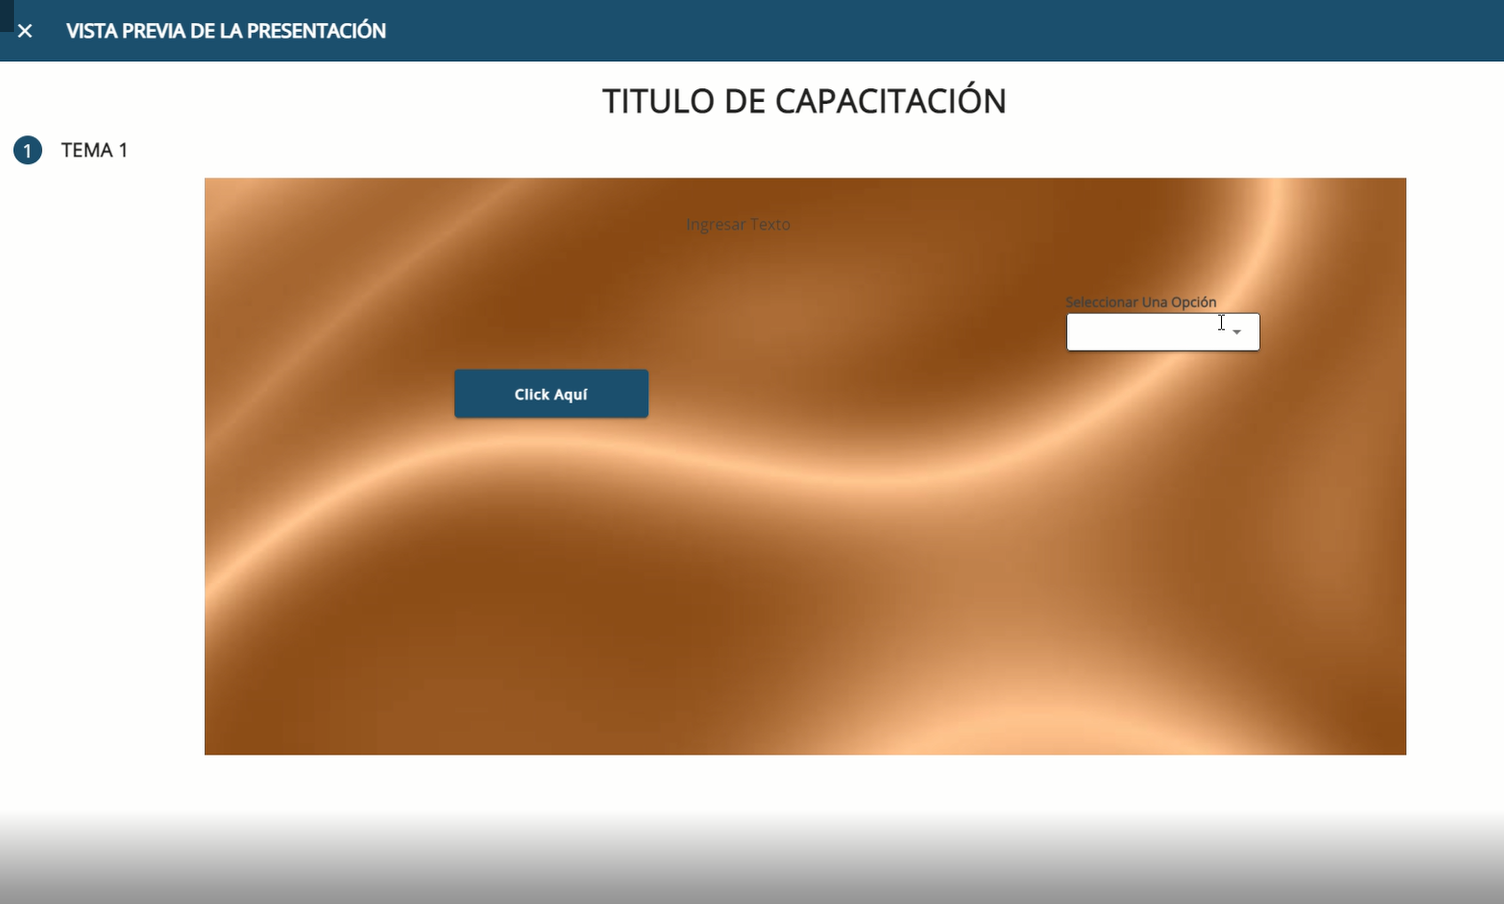 VISTA PREVIA DE LA PRESENTACIÓN
TITULO DE CAPACITACIÓN
1 TEMA 1
Ingresar Texto
Seleccionar Una Opción
Click Aquí